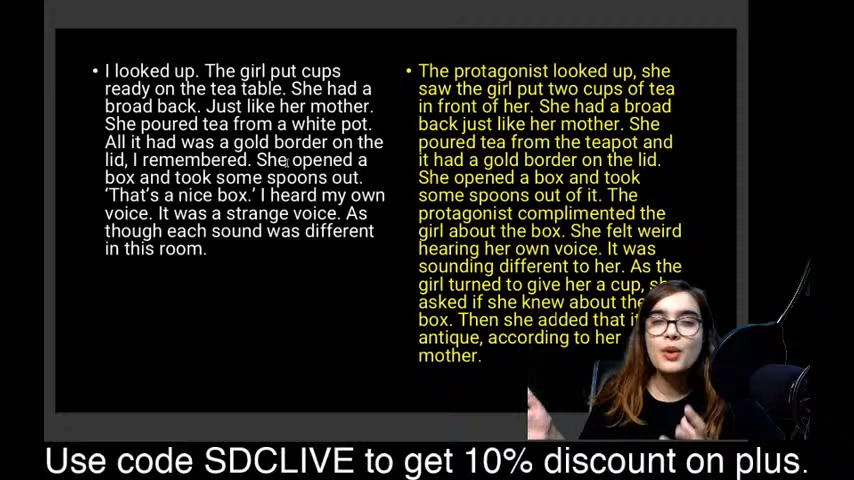 • I looked up. The girl put cups
ready on the tea table. She had a
broad back. Just like her mother.
She poured tea from a white pot.
All it had was a gold border on the
lid, I remembered. She opened a
box and took some spoons out.
‘That’s a nice box.’ I heard my own
voice. It was a strange voice. As
though each sound was different
in this room.
• The protagonist looked up, she
saw the girl put two cups of tea
in front of her. She had a broad
back just like her mother. She
poured tea from the teapot and
it had a gold border on the lid.
She opened a box and took
some spoons out of it. The
protagonist complimented the
girl about the box. She felt weird
hearing her own voice. It was
sounding different to her. As the
girl turned to give her a cup,
asked if she knew about the
box. Then she added that
antique, according to her
mother.
Use code SDCLIVE to get 10% discount on plus.